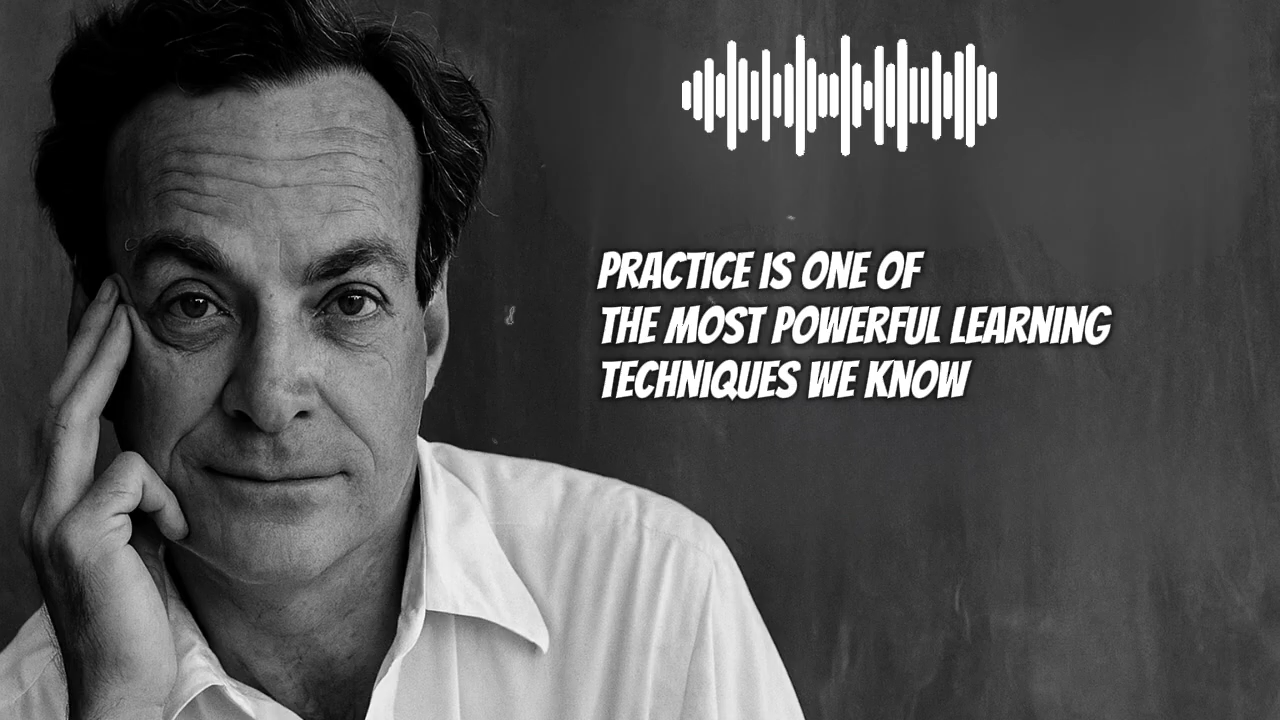 PRACTICE IS ONE OF
THE MOST POWERFUL LEARNING
TECHNIQUES WE KNOW